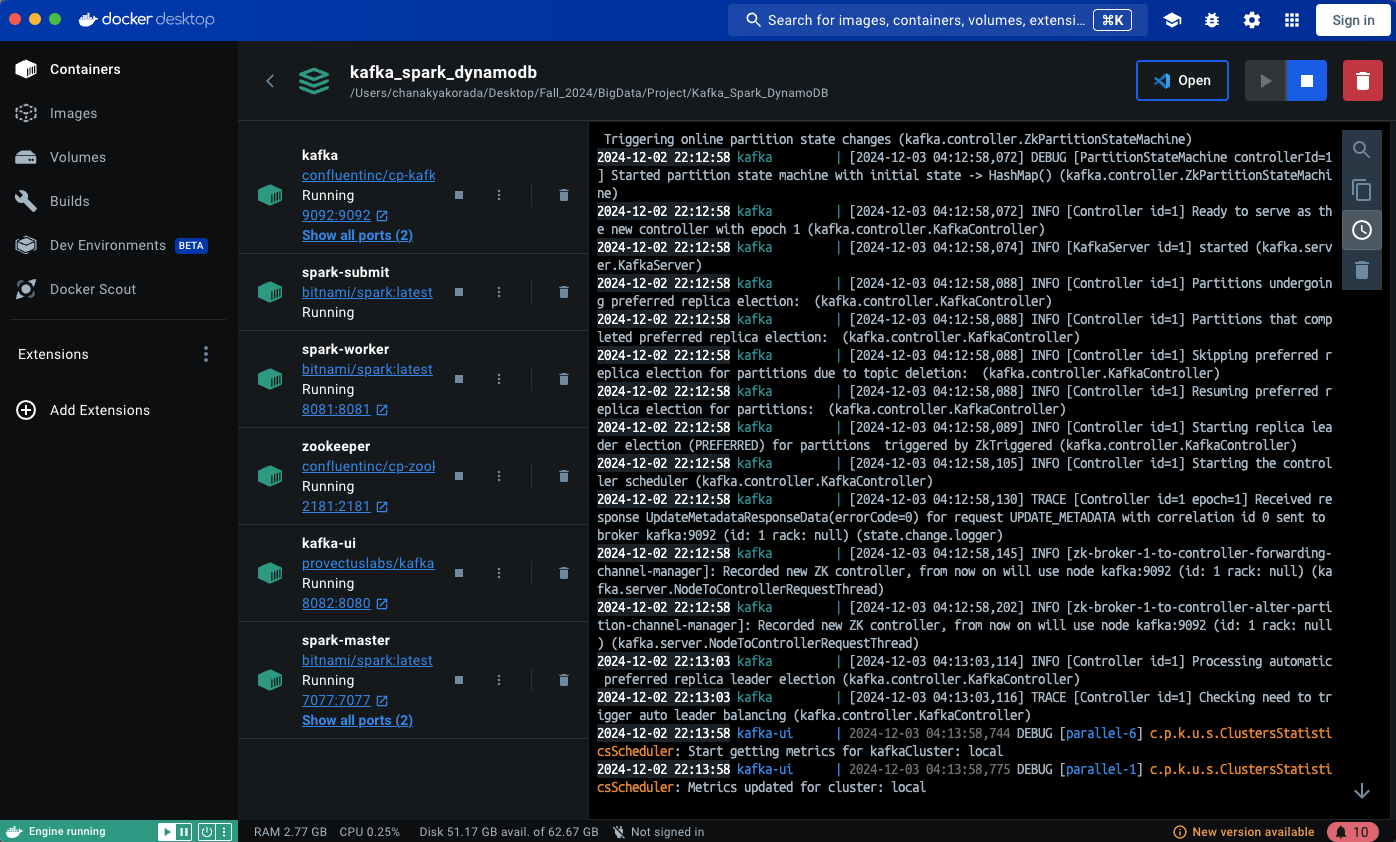 docker desktop
Search for images, containers, volumes, extensi...
⌘K
Sign in
Containers
Images
Volumes
Builds
Dev Environments BETA
Docker Scout
Extensions
Add Extensions
kafka_spark_dynamodb
/Users/chanakyakorada/Desktop/Fall_2024/BigData/Project/Kafka_Spark_DynamoDB
Open
kafka
confluentinc/cp-kafk
Running
9092:9092
Show all ports (2)
spark-submit
bitnami/spark:latest
Running
spark-worker
bitnami/spark:latest
Running
8081:8081
zookeeper
confluentinc/cp-zook
Running
2181:2181
kafka-ui
provectuslabs/kafka
Running
8082:8080
spark-master
bitnami/spark:latest
Running
7077:7077
Show all ports (2)
Triggering online partition state changes (kafka.controller.ZkPartitionStateMachine)
2024-12-02 22:12:58 kafka | [2024-12-03 04:12:58,072] DEBUG [PartitionStateMachine controllerId=1
] Started partition state machine with initial state -> HashMap() (kafka.controller.ZkPartitionStateMachi
ne)
2024-12-02 22:12:58 kafka | [2024-12-03 04:12:58,072] INFO [Controller id=1] Ready to serve as th
e new controller with epoch 1 (kafka.controller.KafkaController)
2024-12-02 22:12:58 kafka | [2024-12-03 04:12:58,074] INFO [KafkaServer id=1] started (kafka.serv
er.KafkaServer)
2024-12-02 22:12:58 kafka | [2024-12-03 04:12:58,088] INFO [Controller id=1] Partitions undergoin
g preferred replica election:  (kafka.controller.KafkaController)
2024-12-02 22:12:58 kafka | [2024-12-03 04:12:58,088] INFO [Controller id=1] Partitions that comp
leted preferred replica election:  (kafka.controller.KafkaController)
2024-12-02 22:12:58 kafka | [2024-12-03 04:12:58,088] INFO [Controller id=1] Skipping preferred r
eplica election for partitions due to topic deletion:  (kafka.controller.KafkaController)
2024-12-02 22:12:58 kafka | [2024-12-03 04:12:58,088] INFO [Controller id=1] Resuming preferred r
eplica election for partitions:  (kafka.controller.KafkaController)
2024-12-02 22:12:58 kafka | [2024-12-03 04:12:58,089] INFO [Controller id=1] Starting replica lea
der election (PREFERRED) for partitions  triggered by ZkTriggered (kafka.controller.KafkaController)
2024-12-02 22:12:58 kafka | [2024-12-03 04:12:58,105] INFO [Controller id=1] Starting the control
ler scheduler (kafka.controller.KafkaController)
2024-12-02 22:12:58 kafka | [2024-12-03 04:12:58,130] TRACE [Controller id=1 epoch=1] Received re
sponse UpdateMetadataResponseData(errorCode=0) for request UPDATE_METADATA with correlation id 0 sent to
broker kafka:9092 (id: 1 rack: null) (state.change.logger)
2024-12-02 22:12:58 kafka | [2024-12-03 04:12:58,145] INFO [zk-broker-1-to-controller-forwarding-
channel-manager]: Recorded new ZK controller, from now on will use node kafka:9092 (id: 1 rack: null) (ka
fka.server.NodeToControllerRequestThread)
2024-12-02 22:12:58 kafka | [2024-12-03 04:12:58,202] INFO [zk-broker-1-to-controller-alter-parti
tion-channel-manager]: Recorded new ZK controller, from now on will use node kafka:9092 (id: 1 rack: null
) (kafka.server.NodeToControllerRequestThread)
2024-12-02 22:13:03 kafka | [2024-12-03 04:13:03,114] INFO [Controller id=1] Processing automatic
preferred replica leader election (kafka.controller.KafkaController)
2024-12-02 22:13:03 kafka | [2024-12-03 04:13:03,116] TRACE [Controller id=1] Checking need to tr
igger auto leader balancing (kafka.controller.KafkaController)
2024-12-02 22:13:58 kafka-ui | 2024-12-03 04:13:58,744 DEBUG [parallel-6] c.p.k.u.s.ClustersStatisti
csScheduler: Start getting metrics for kafkaCluster: local
2024-12-02 22:13:58 kafka-ui | 2024-12-03 04:13:58,775 DEBUG [parallel-1] c.p.k.u.s.ClustersStatisti
csScheduler: Metrics updated for cluster: local
Engine running
RAM 2.77 GB CPU 0.25% Disk 51.17 GB avail. of 62.67 GB Not signed in
New version available
10